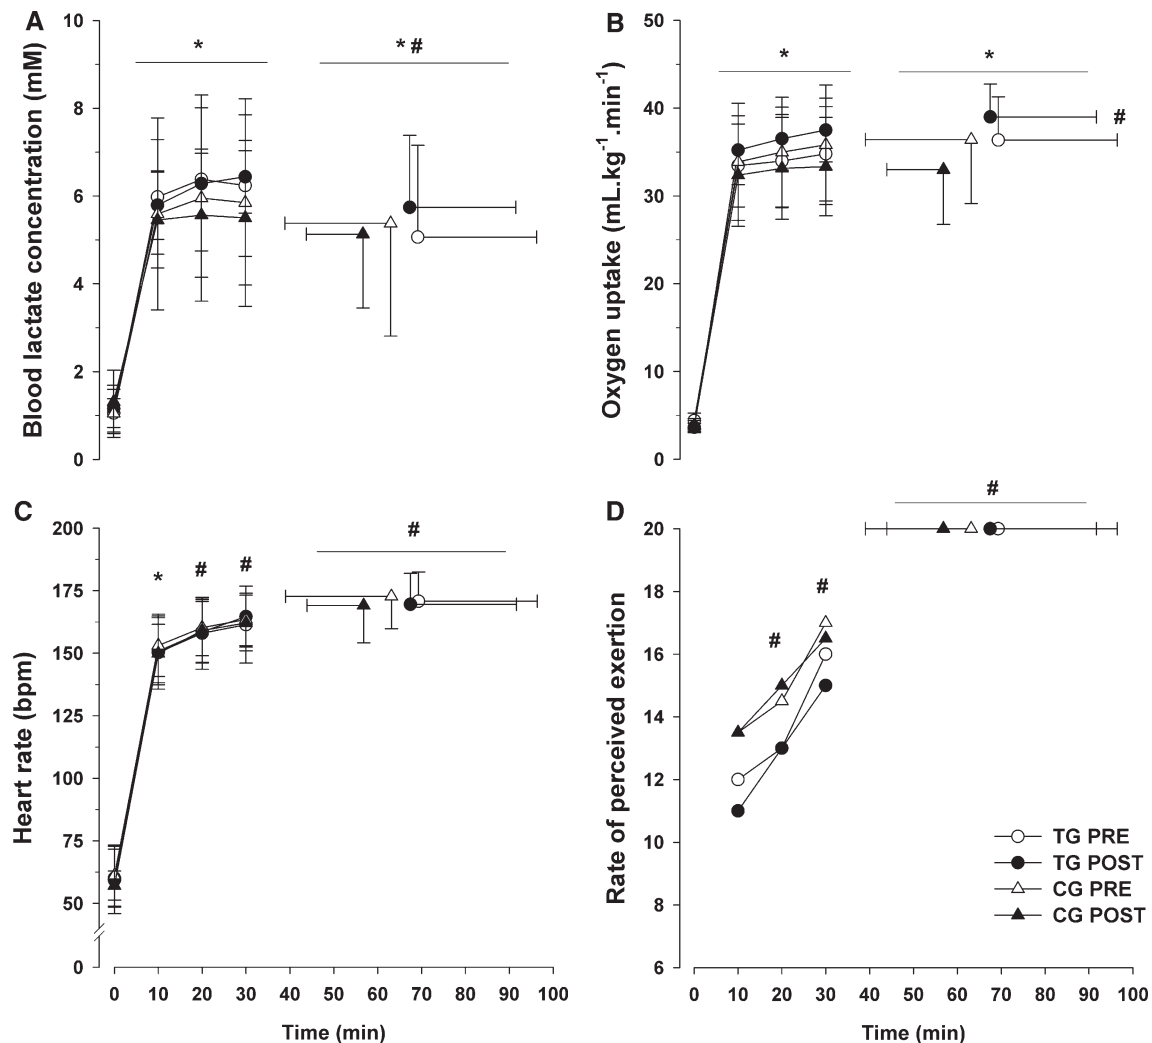 A
Blood lactate concentration (mM)
10
8
6
4
2
0
*
* #
B
Oxygen uptake (mL.kg-1.min-1)
50
40
30
20
10
0
*
*
#
C
Heart rate (bpm)
200
175
150
125
100
75
50
0
*
#
#
#
0 10 20 30 40 50 60 70 80 90 100
Time (min)
D
Rate of perceived exertion
20
18
16
14
12
10
8
6
#
#
#
TG PRE
TG POST
CG PRE
CG POST
0 10 20 30 40 50 60 70 80 90 100
Time (min)